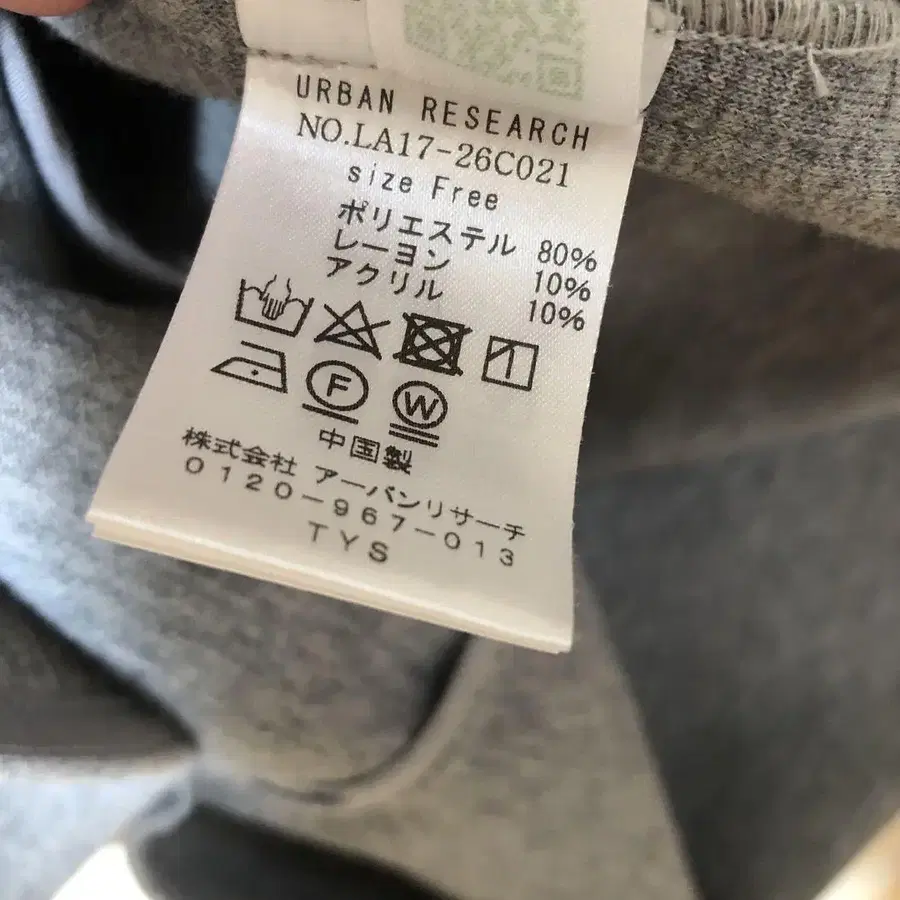 URBAN RESEARCH
NO.LA17-26C021
size Free
ポリエステル 80%
レーヨン 10%
アクリル 10%
F W
中国製
株式会社 アーバンリサーチ
0120-967-013
TYS